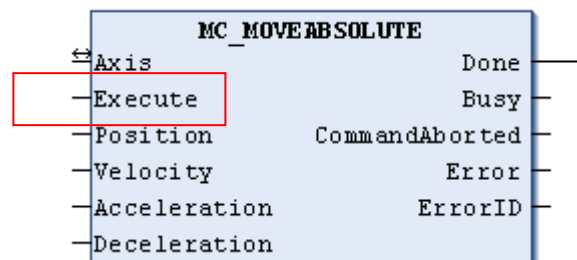 MC_MOVEABSOLUTE
Axis Done
Execute Busy
Position CommandAborted
Velocity Error
Acceleration ErrorID
Deceleration